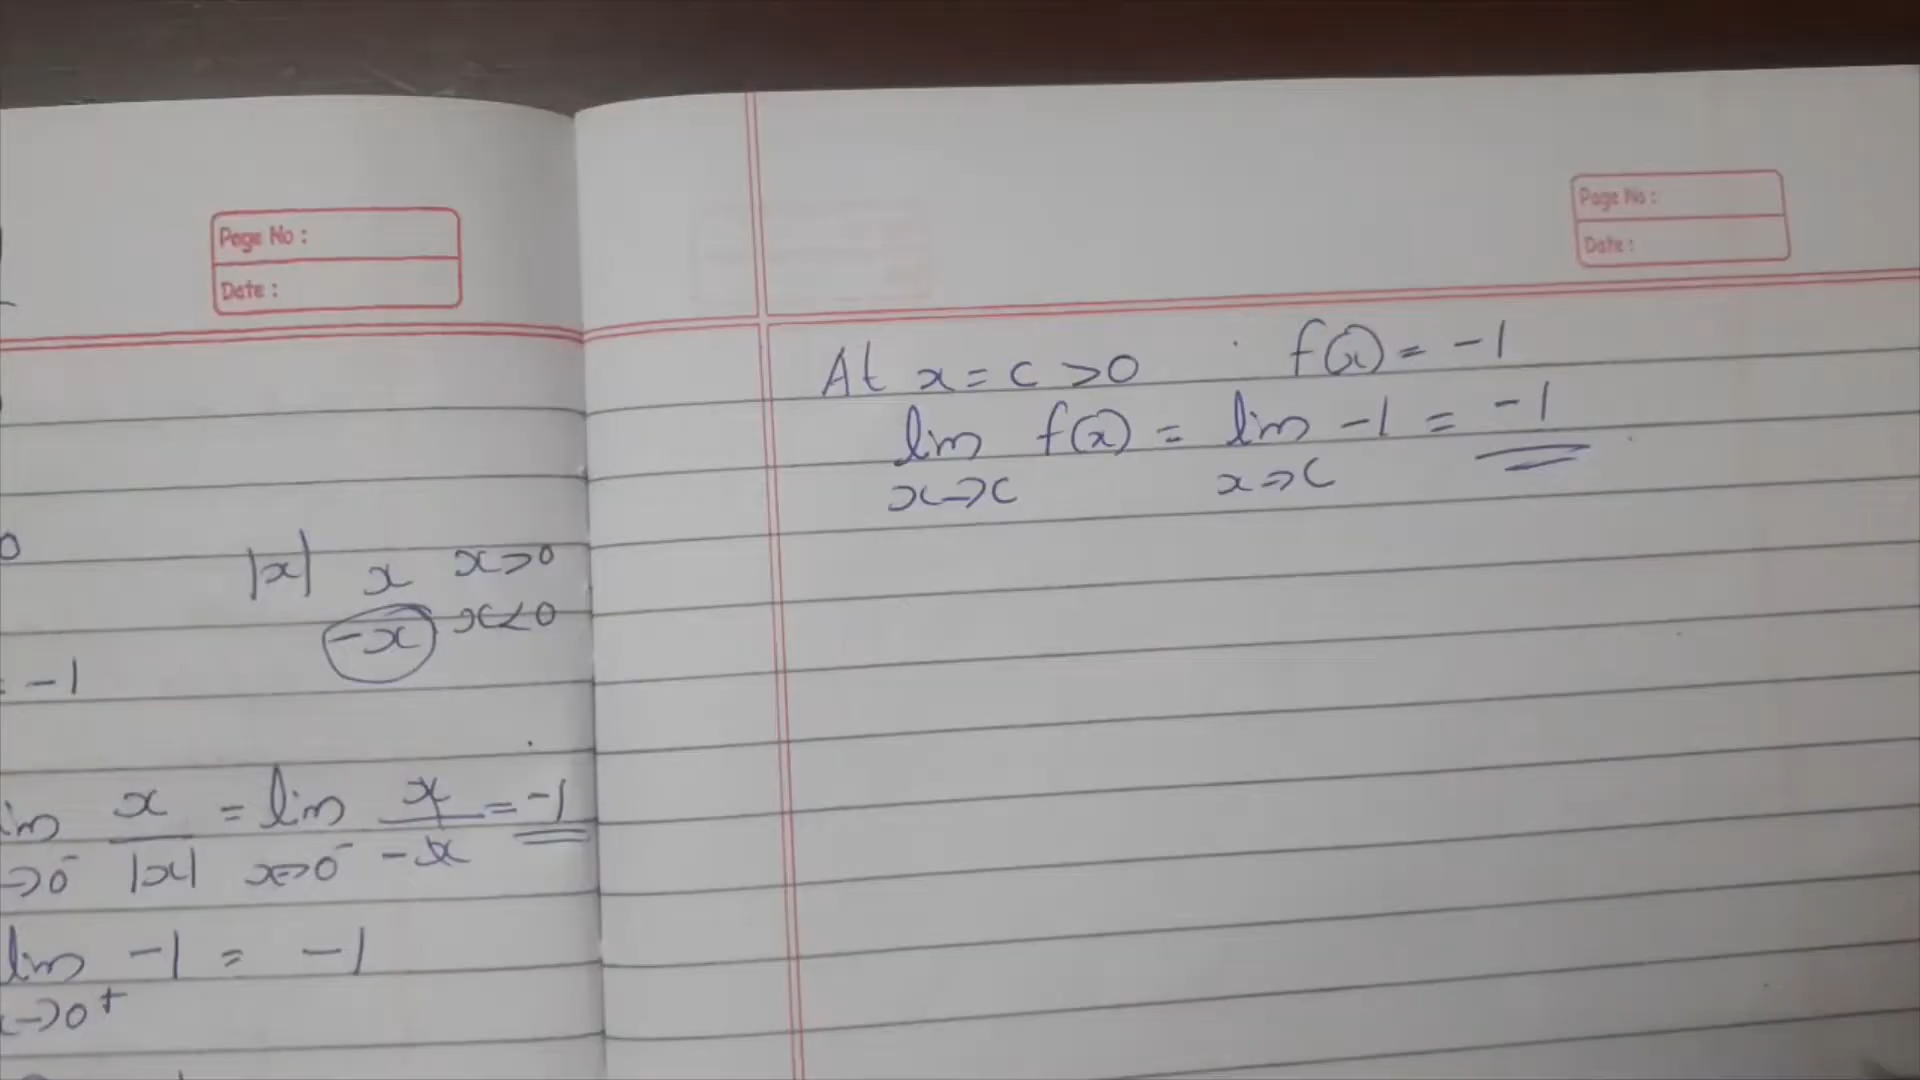 Page No :
Date :
0
|x| x x>0
-x x<0
= -1
lim x/|x| = lim x/-x = -1
→0⁻ x→0⁻
lim -1 = -1
x→0⁺
Page No :
Date :
At x = c >0 f(x) = -1
lim f(x) = lim -1 = -1
x→c x→c